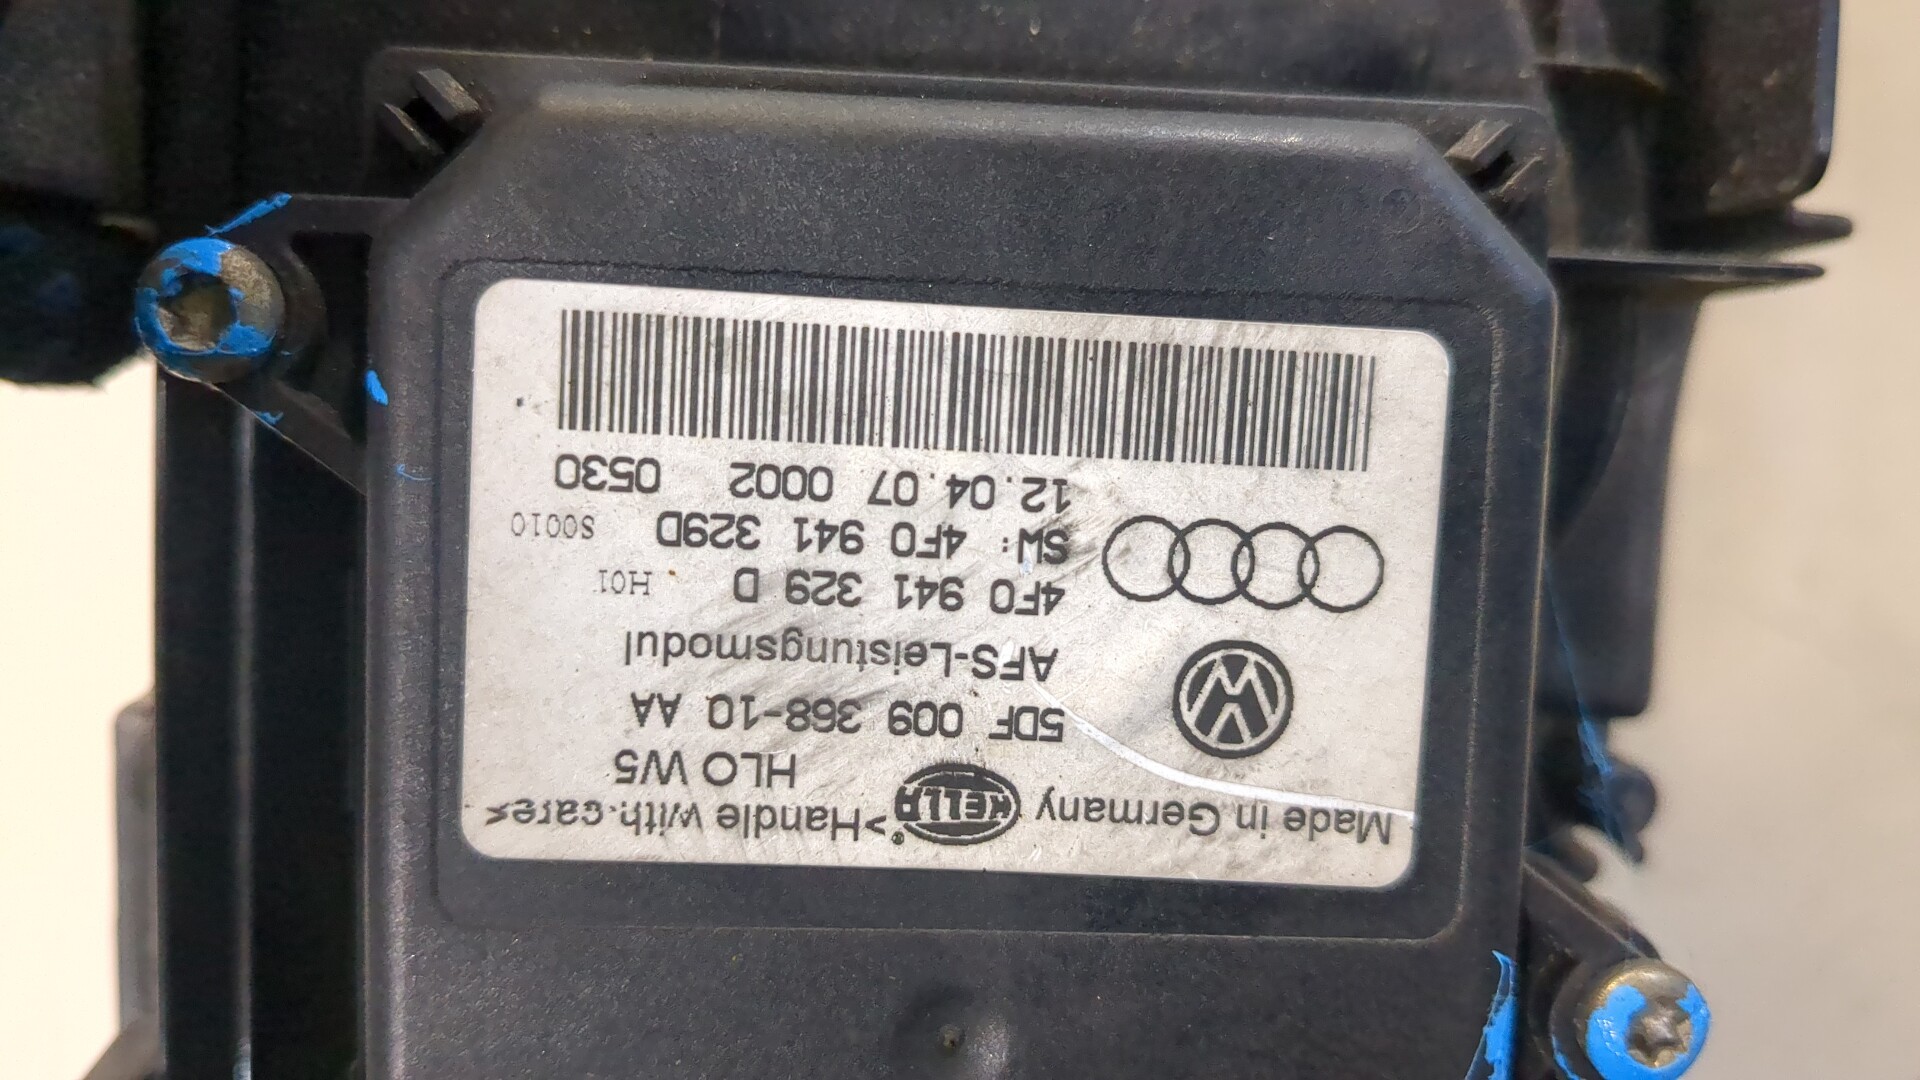 Made in Germany HELLA® >Handle with care<
HLO W5
5DF 009 368-10 AA
AFS-Leistungsmodul
4F0 941 329 D H01
SW: 4F0 941 329D S0010
12.04.07 0002 0530